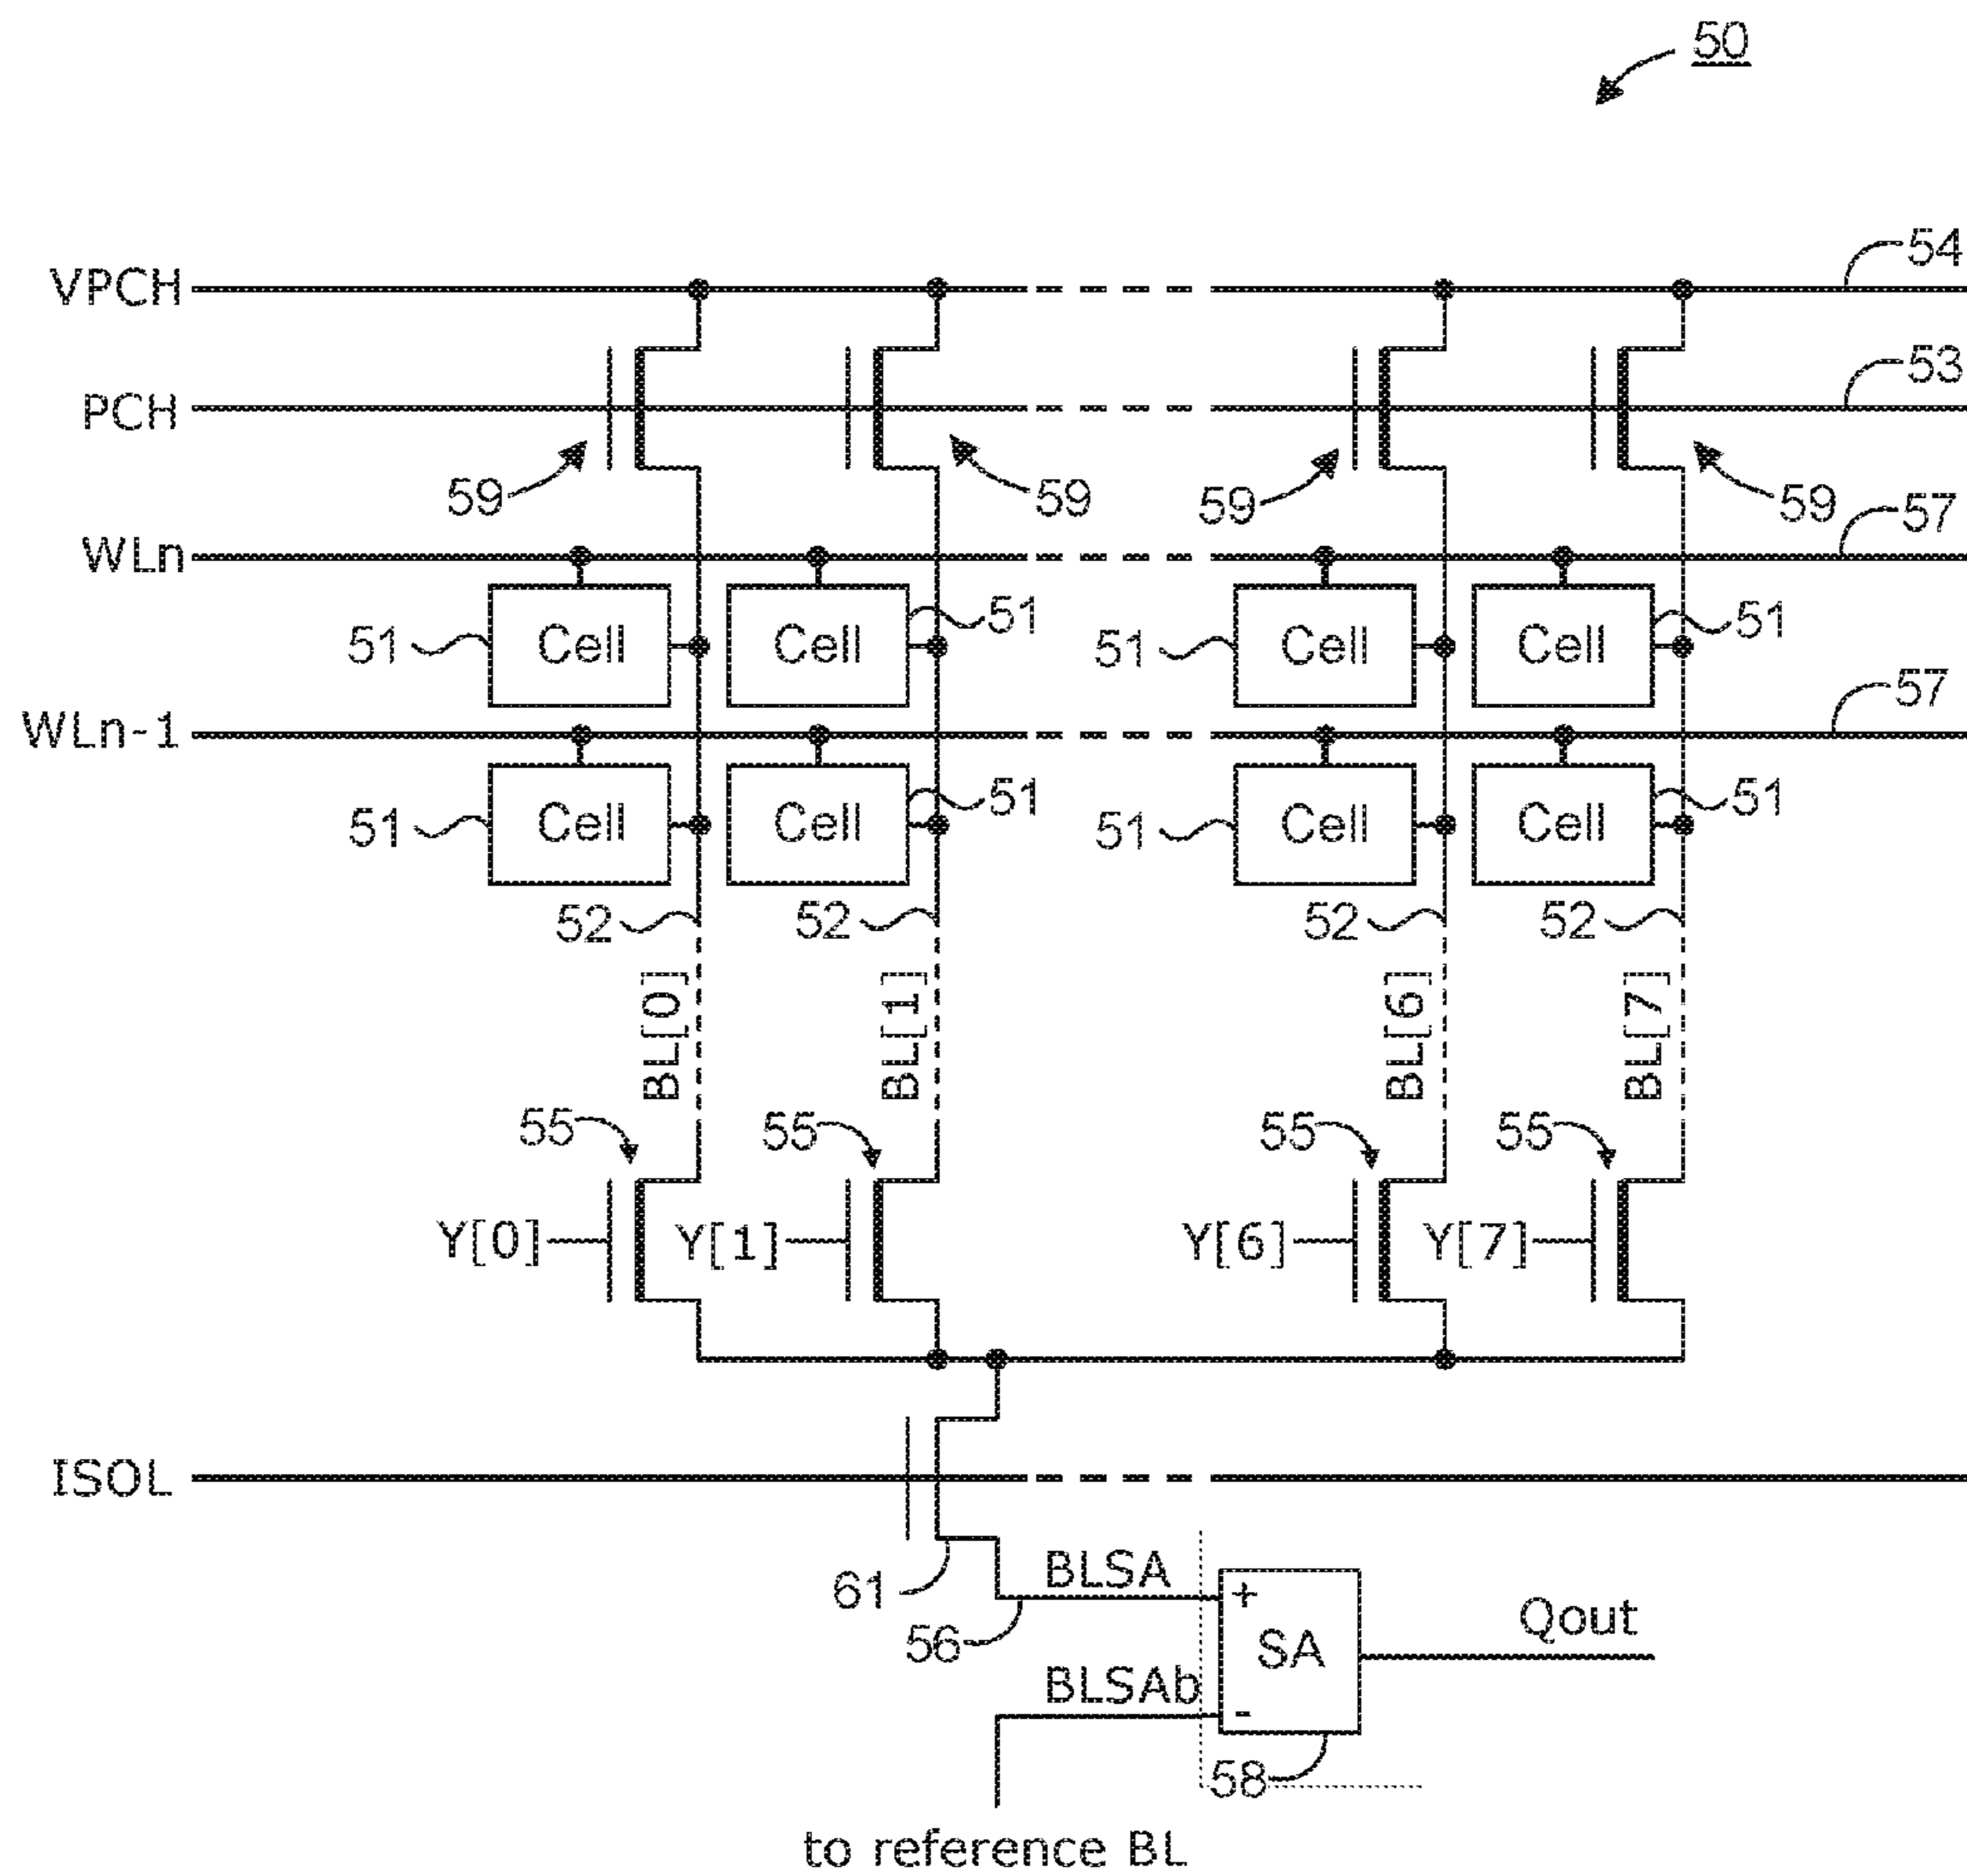 50
54
VPCH
53
PCH
59 59 59 59
57
WLn
51 Cell Cell 51 51 Cell Cell 51
57
WLn-1
51 Cell Cell 51 51 Cell Cell 51
52 52 52 52
BL[0] BL[1] BL[6] BL[7]
55 55 55 55
Y[0] Y[1] Y[6] Y[7]
ISOL
61 BLSA + Qout
56 SA
BLSAb -
58
to reference BL